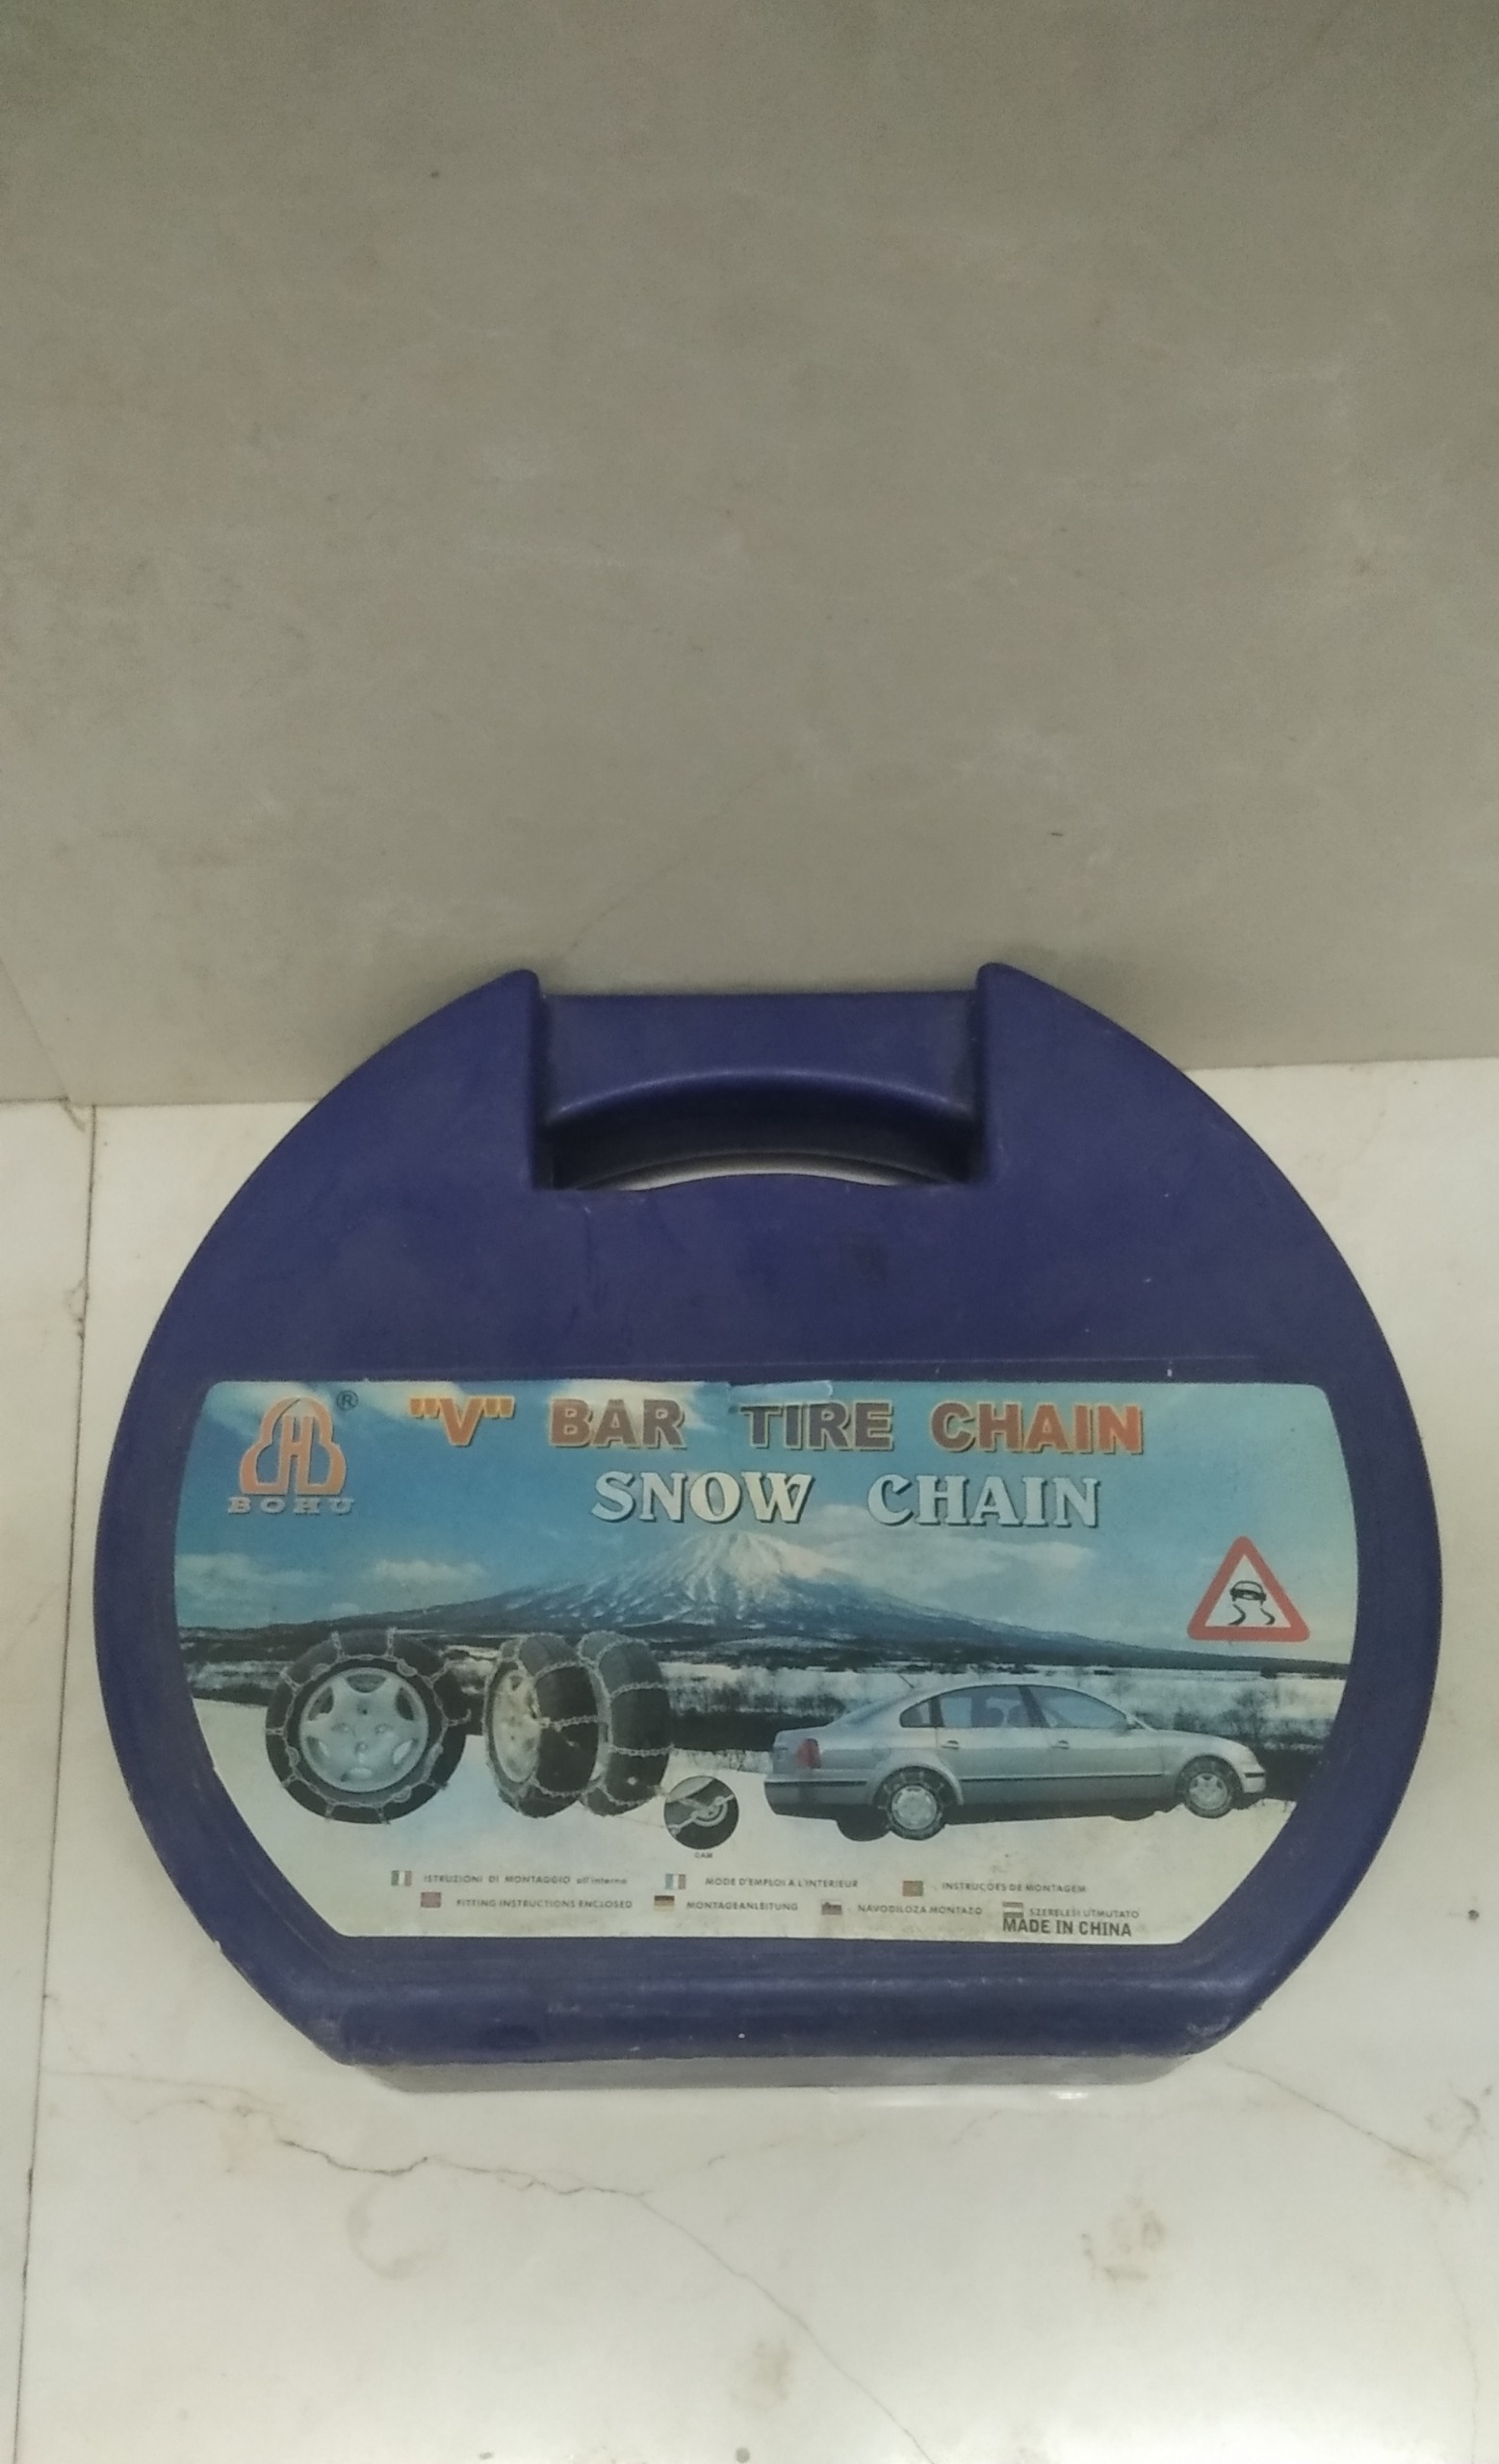 ®
"V" BAR TIRE CHAIN
BOHU
SNOW CHAIN
CAM
ISTRUZIONI DI MONTAGGIO all'interno
MODE D'EMPLOI A L'INTERIEUR
INSTRUCOES DE MONTAGEM
FITTING INSTRUCTIONS ENCLOSED
MONTAGEANLEITUNG
NAVODILOZA MONTAZO
SZERELESI UTMUTATO
MADE IN CHINA